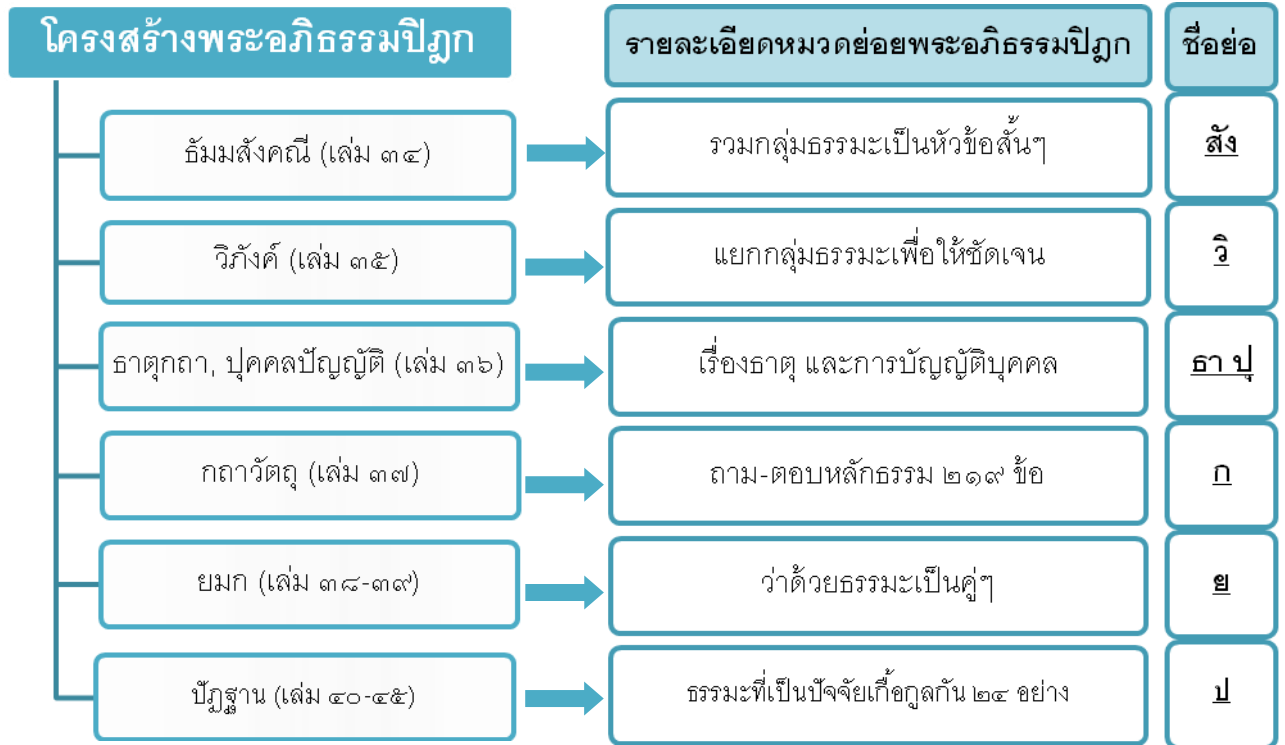 โครงสร้างพระอภิธรรมปิฎก
รายละเอียดหมวดย่อยพระอภิธรรมปิฎก
ชื่อย่อ
ธัมมสังคณี (เล่ม ๓๔)
รวมกลุ่มธรรมะเป็นหัวข้อสั้นๆ
สัง
วิภังค์ (เล่ม ๓๕)
แยกกลุ่มธรรมะเพื่อให้ชัดเจน
วิ
ธาตุกถา, ปุคคลปัญญัติ (เล่ม ๓๖)
เรื่องธาตุ และการบัญญัติบุคคล
ธา ปุ
กถาวัตถุ (เล่ม ๓๗)
ถาม-ตอบหลักธรรม ๒๑๙ ข้อ
ก
ยมก (เล่ม ๓๘-๓๙)
ว่าด้วยธรรมะเป็นคู่ๆ
ย
ปัฏฐาน (เล่ม ๔๐-๔๕)
ธรรมะที่เป็นปัจจัยเกื้อกูลกัน ๒๔ อย่าง
ป